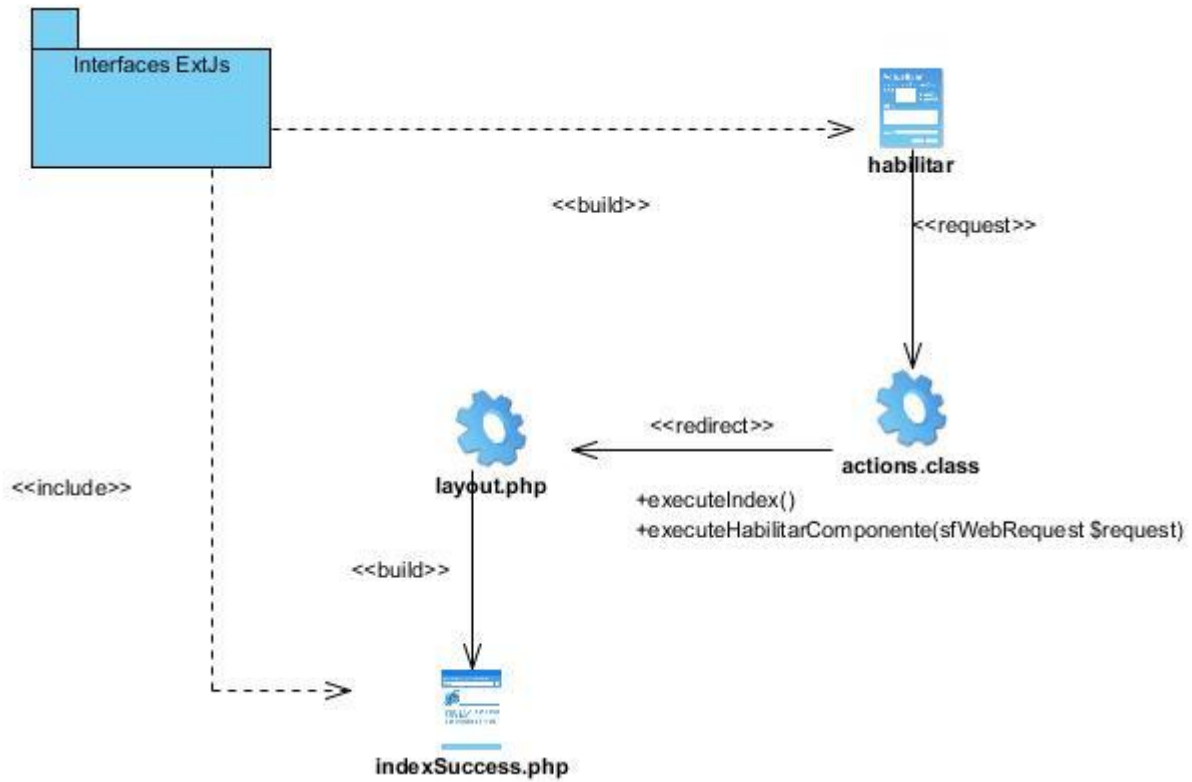 Interfaces ExtJs
habilitar
<<build>>
<<request>>
<<redirect>>
actions.class
layout.php
<<include>>
+executeIndex()
+executeHabilitarComponente(sfWebRequest $request)
<<build>>
indexSuccess.php